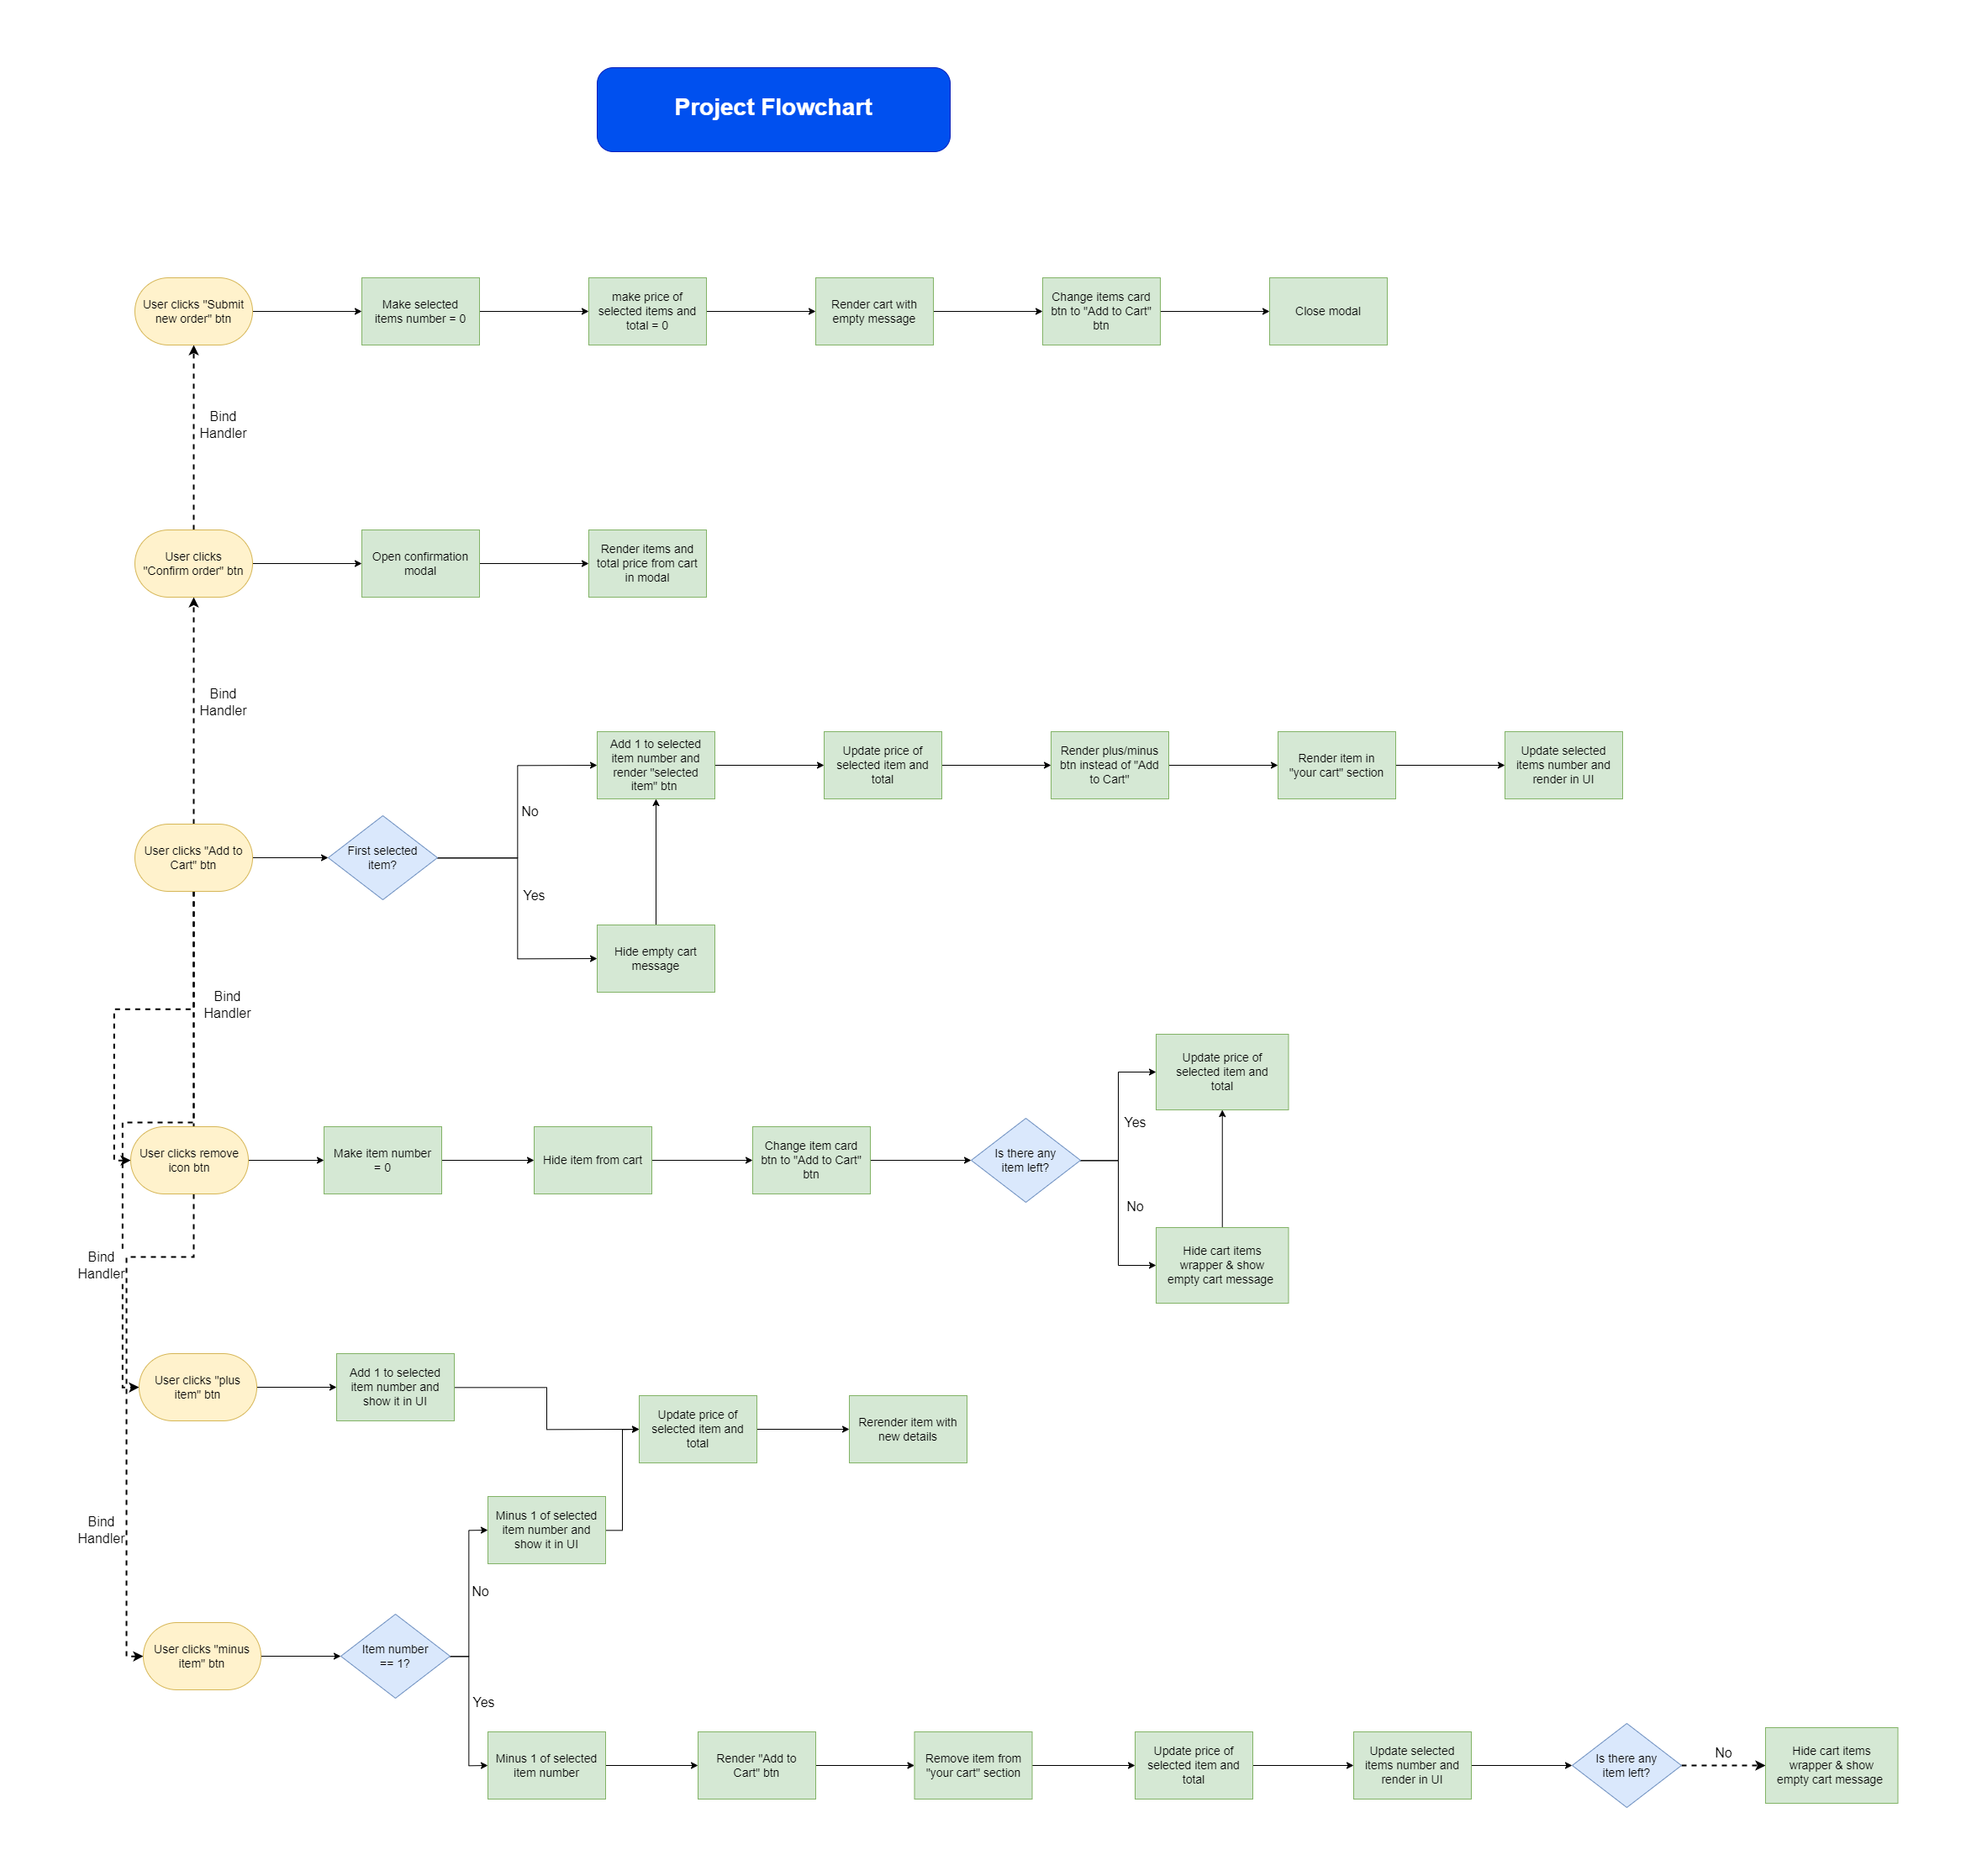 Project Flowchart
User clicks "Submit
new order" btn
Make selected
items number = 0
make price of
selected items and
total = 0
Render cart with
empty message
Change items card
btn to "Add to Cart"
btn
Close modal
Bind
Handler
User clicks
"Confirm order" btn
Open confirmation
modal
Render items and
total price from cart
in modal
Bind
Handler
Add 1 to selected
item number and
render "selected
item" btn
Update price of
selected item and
total
Render plus/minus
btn instead of "Add
to Cart"
Render item in
"your cart" section
Update selected
items number and
render in UI
No
User clicks "Add to
Cart" btn
First selected
item?
Yes
Hide empty cart
message
Bind
Handler
Update price of
selected item and
total
Yes
User clicks remove
icon btn
Make item number
= 0
Hide item from cart
Change item card
btn to "Add to Cart"
btn
Is there any
item left?
No
Hide cart items
wrapper & show
empty cart message
Bind
Handler
User clicks "plus
item" btn
Add 1 to selected
item number and
show it in UI
Update price of
selected item and
total
Rerender item with
new details
Bind
Handler
Minus 1 of selected
item number and
show it in UI
No
User clicks "minus
item" btn
Item number
== 1?
Yes
Minus 1 of selected
item number
Render "Add to
Cart" btn
Remove item from
"your cart" section
Update price of
selected item and
total
Update selected
items number and
render in UI
Is there any
item left?
No
Hide cart items
wrapper & show
empty cart message